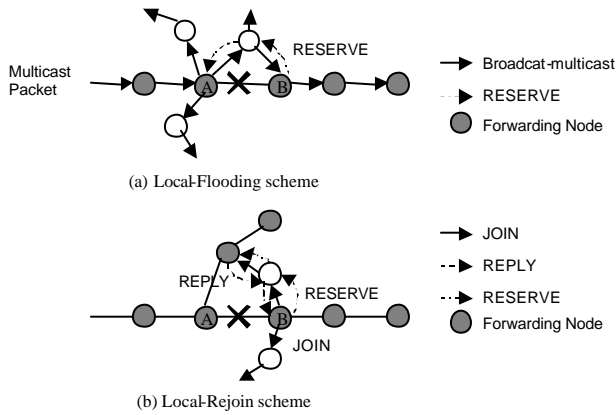 RESERVE
Multicast
Packet
A
B
Broadcat-multicast
RESERVE
Forwarding Node
(a) Local-Flooding scheme
REPLY
RESERVE
A
B
JOIN
JOIN
REPLY
RESERVE
Forwarding Node
(b) Local-Rejoin scheme